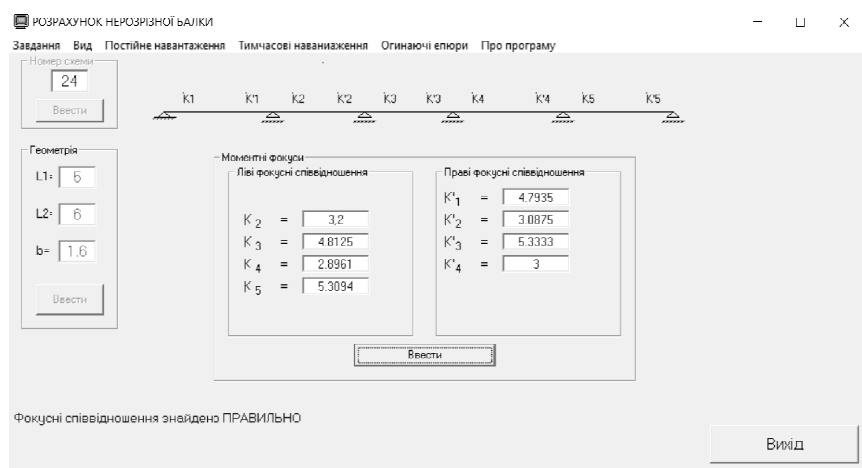 РОЗРАХУНОК НЕРОЗРІЗНОЇ БАЛКИ
Завдання Вид Постійне навантаження Тимчасові наваниаження Огинаючі епюри Про програму
Номер схеми
24
Ввести
K1 K'1 K2 K'2 K3 K'3 K4 K'4 K5 K'5
Геометрія
L1= 5
L2= 6
b= 1.6
Ввести
Моментні фокуси
Ліві фокусні співвідношення
K2 = 3,2
K3 = 4.8125
K4 = 2.8961
K5 = 5.3094
Праві фокусні співвідношення
K'1 = 4.7935
K'2 = 3.0875
K'3 = 5.3333
K'4 = 3
Ввести
Фокусні співвідношення знайдено ПРАВИЛЬНО
Вихід